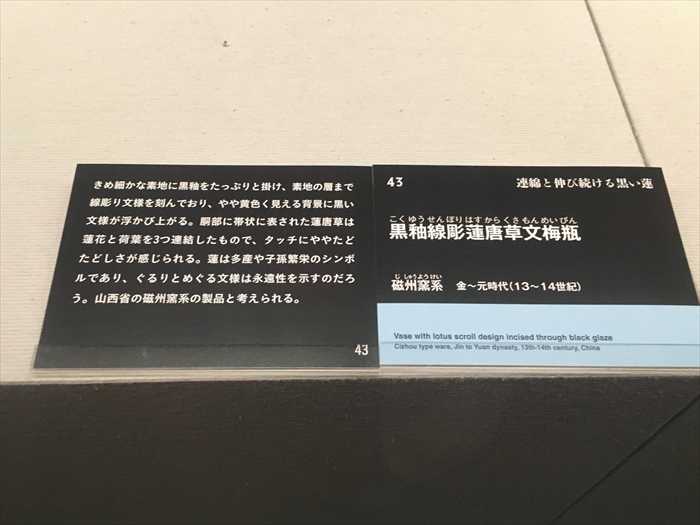 きめ細かな素地に黒釉をたっぷりと掛け、素地の層まで
線彫り文様を刻んでおり、やや黄色く見える背景に黒い
文様が浮かび上がる。胴部に帯状に表された蓮唐草は
蓮花と荷葉を3つ連結したもので、タッチにややたど
たどしさが感じられる。蓮は多産や子孫繁栄のシンボ
ルであり、ぐるりとめぐる文様は永遠性を示すのだろ
う。山西省の磁州窯系の製品と考えられる。
43
43
連綿と伸び続ける黒い蓮
こくゆうせんぼりはすからくさもんめいびん
黒釉線彫蓮唐草文梅瓶
じしゅうようけい
磁州窯系 金～元時代(13～14世紀)
Vase with lotus scroll design incised through black glaze
Cizhou type ware, Jin to Yuan dynasty, 13th-14th century, China